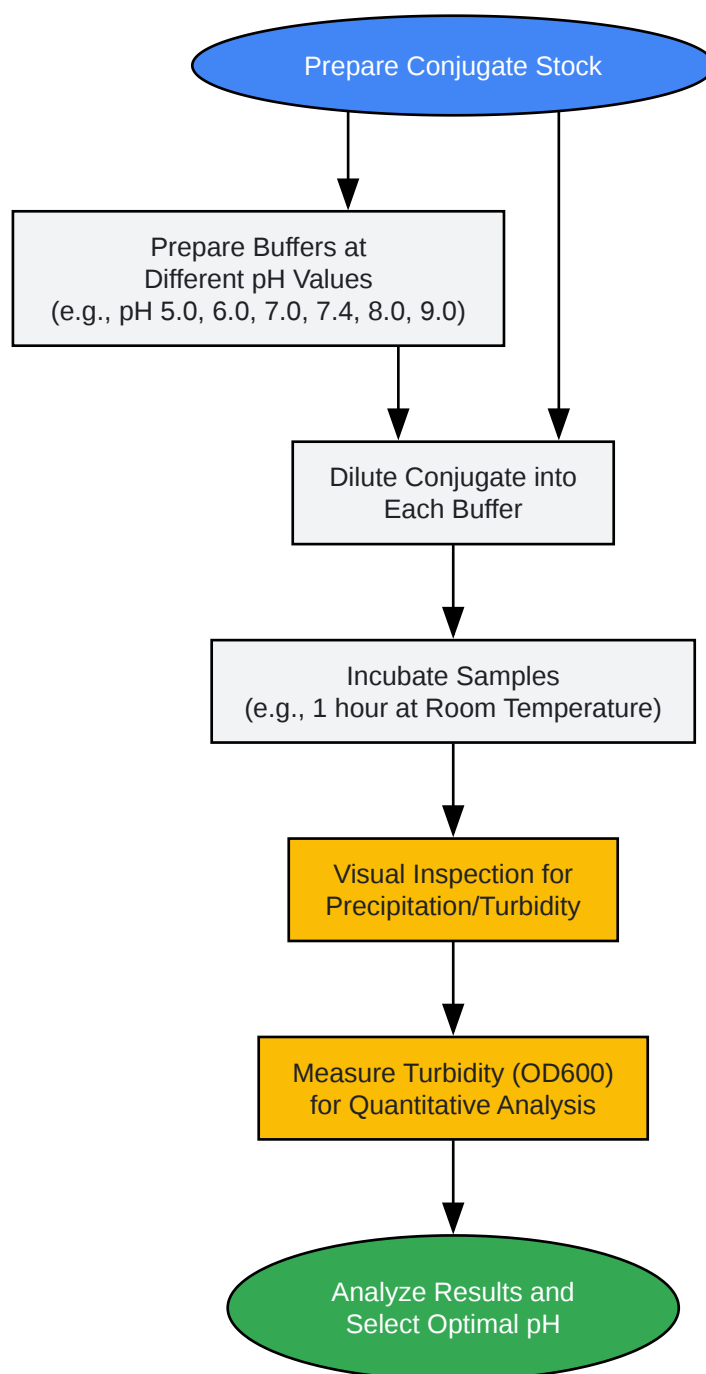 Prepare Conjugate Stock
Prepare Buffers at
Different pH Values
(e.g., pH 5.0, 6.0, 7.0, 7.4, 8.0, 9.0)
Dilute Conjugate into
Each Buffer
Incubate Samples
(e.g., 1 hour at Room Temperature)
Visual Inspection for
Precipitation/Turbidity
Measure Turbidity (OD600)
for Quantitative Analysis
Analyze Results and
Select Optimal pH